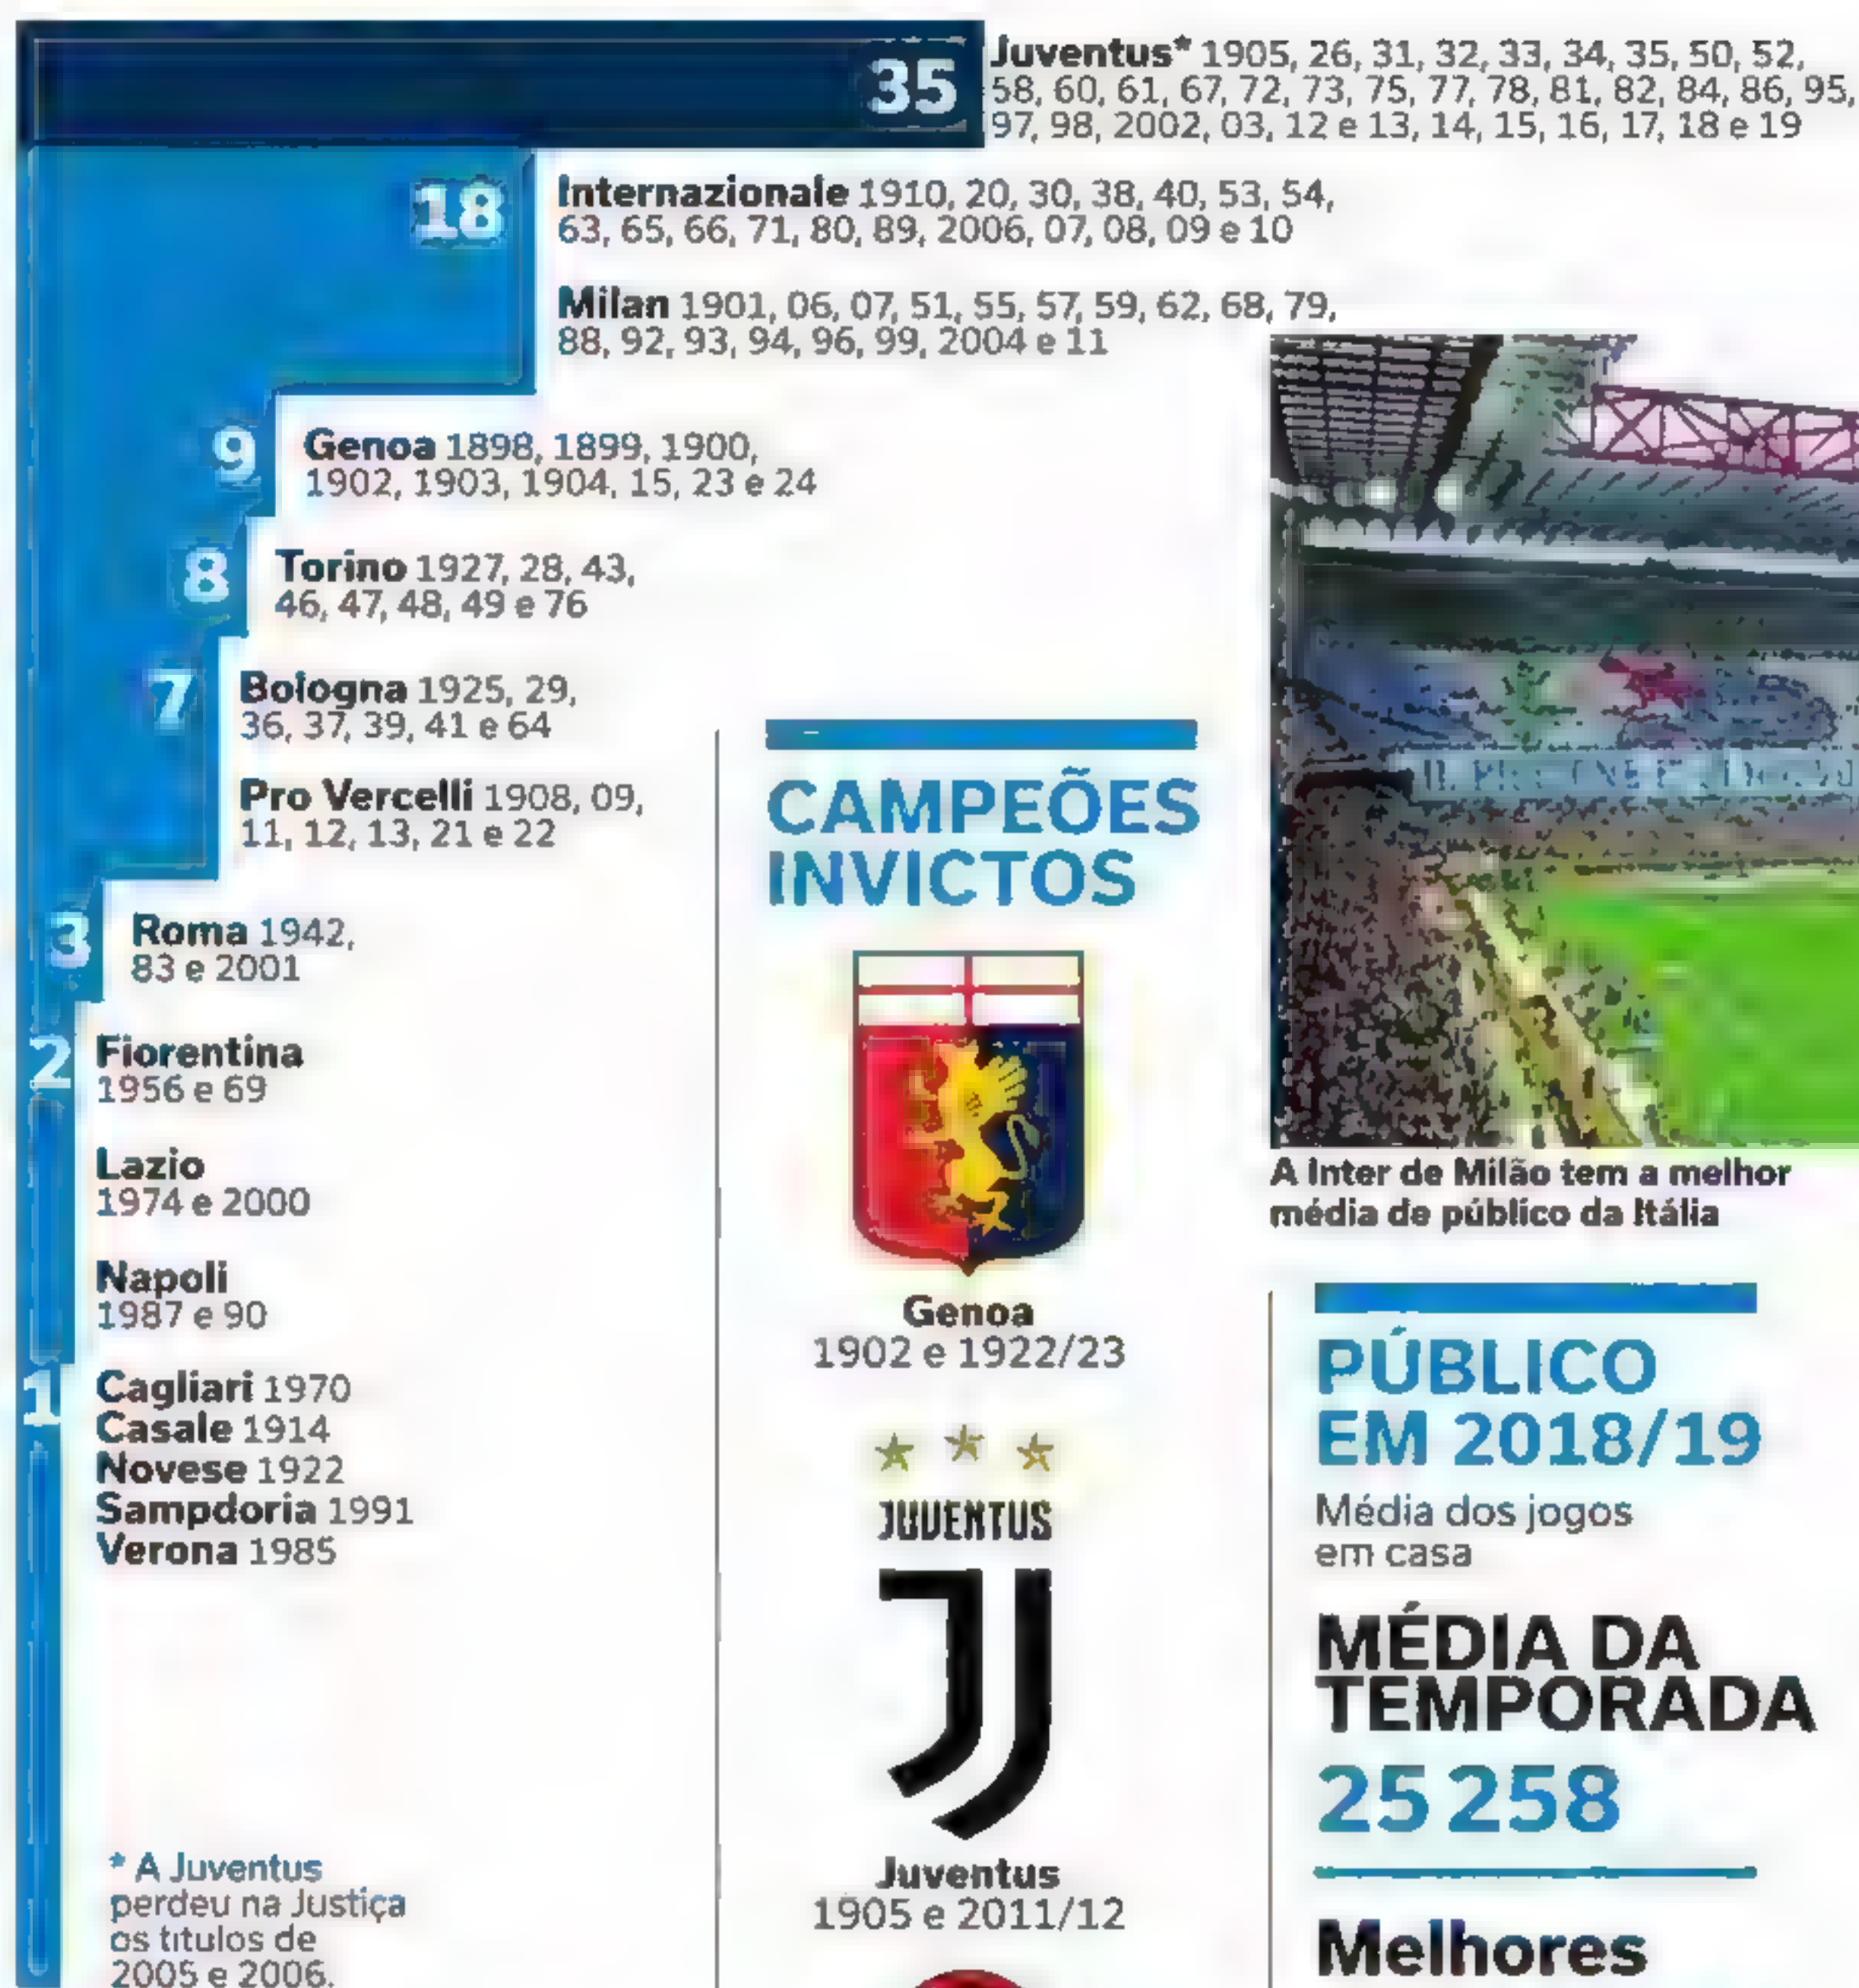 35
Juventus* 1905, 26, 31, 32, 33, 34, 35, 50, 52,
58, 60, 61, 67, 72, 73, 75, 77, 78, 81, 82, 84, 86, 95,
97, 98, 2002, 03, 12 e 13, 14, 15, 16, 17, 18 e 19
18
Internazionale 1910, 20, 30, 38, 40, 53, 54,
63, 65, 66, 71, 80, 89, 2006, 07, 08, 09 e 10
Milan 1901, 06, 07, 51, 55, 57, 59, 62, 68, 79,
88, 92, 93, 94, 96, 99, 2004 e 11
9
Genoa 1898, 1899, 1900,
1902, 1903, 1904, 15, 23 e 24
8
Torino 1927, 28, 43,
46, 47, 48, 49 e 76
7
Bologna 1925, 29,
36, 37, 39, 41 e 64
Pro Vercelli 1908, 09,
11, 12, 13, 21 e 22
3
Roma 1942,
83 e 2001
2
Fiorentina
1956 e 69
Lazio
1974 e 2000
Napoli
1987 e 90
1
Cagliari 1970
Casale 1914
Novese 1922
Sampdoria 1991
Verona 1985
* A Juventus
perdeu na Justiça
os títulos de
2005 e 2006.
CAMPEÕES
INVICTOS
Genoa
1902 e 1922/23
JUVENTUS
Juventus
1905 e 2011/12
A Inter de Milão tem a melhor
média de público da Itália
PÚBLICO
EM 2018/19
Média dos jogos
em casa
MÉDIA DA
TEMPORADA
25 258
Melhores